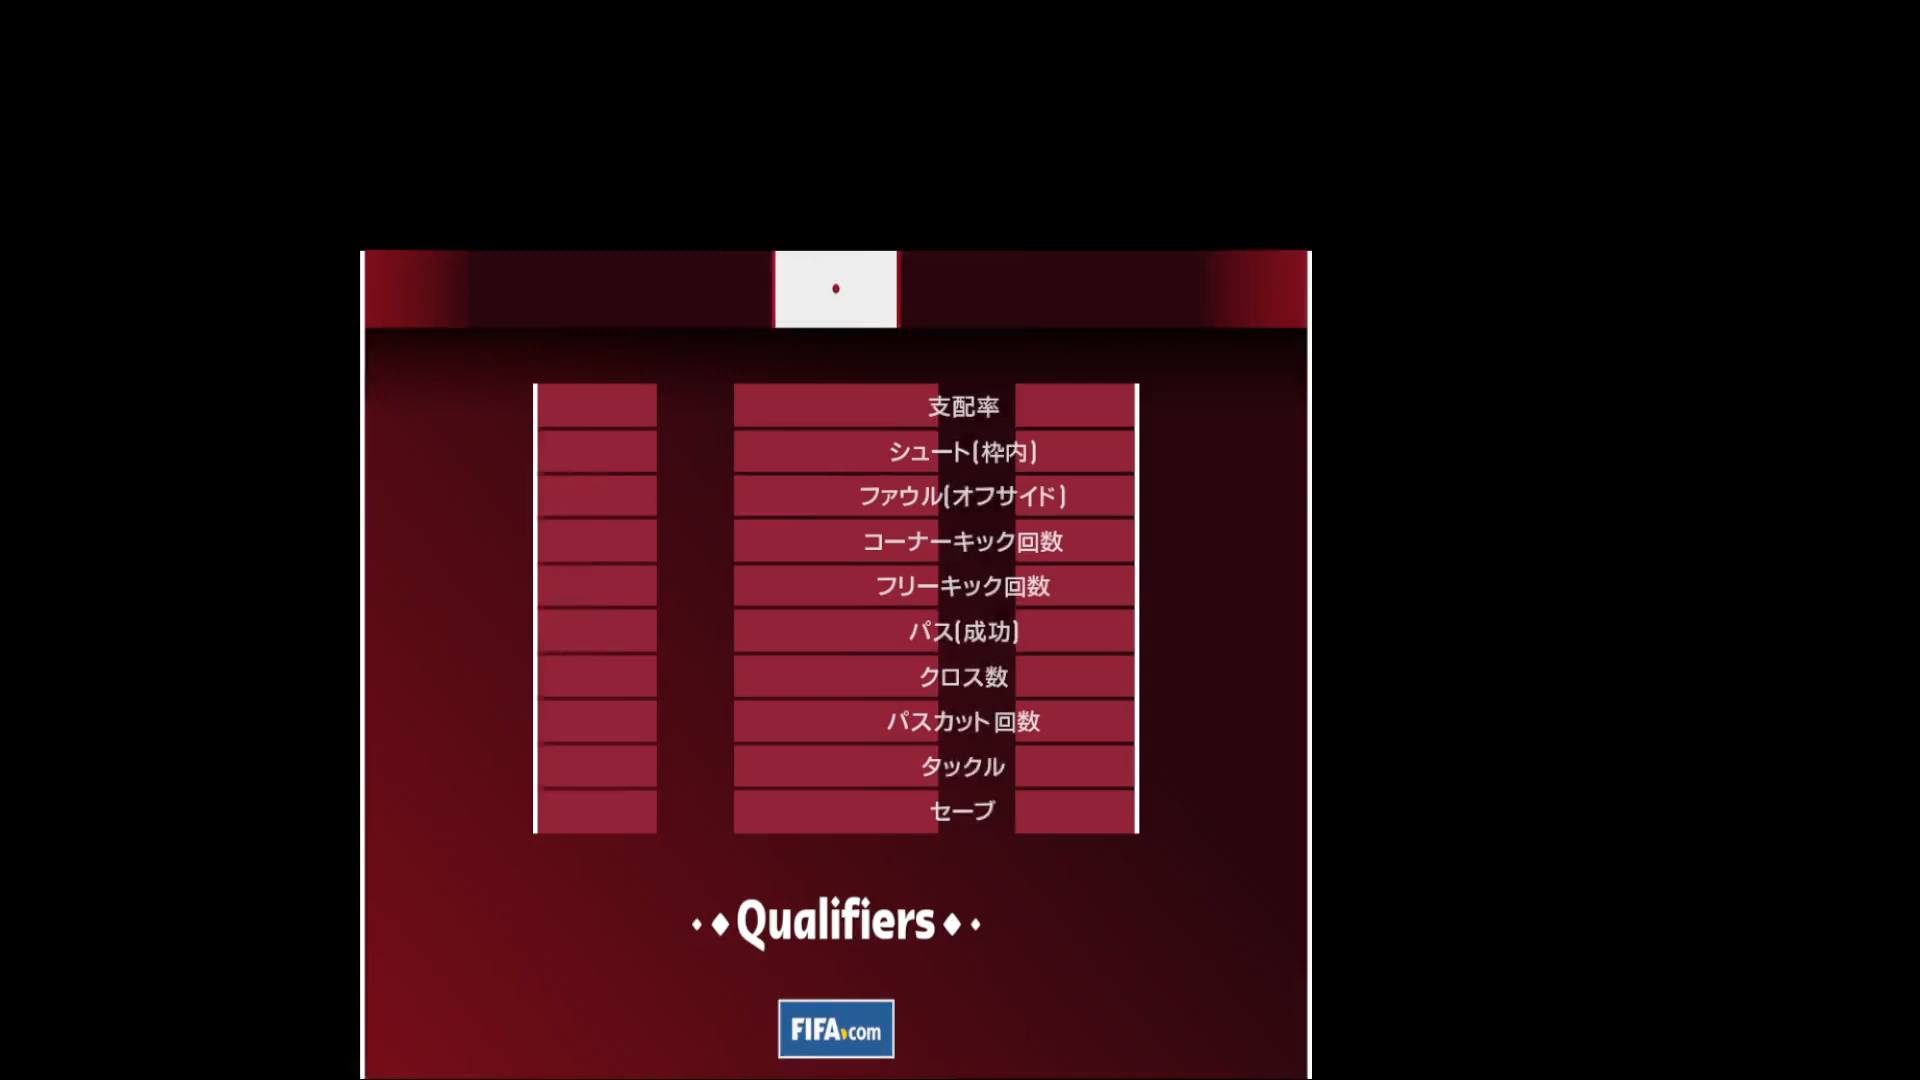 支配率
シュート(枠内)
ファウル(オフサイド)
コーナーキック回数
フリーキック回数
パス(成功)
クロス数
パスカット回数
タックル
セーブ
Qualifiers
FIFA.com